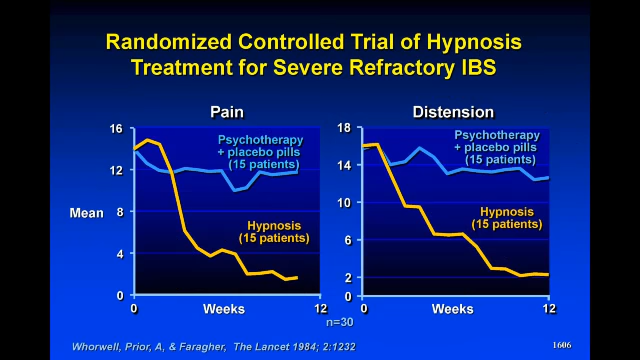 Randomized Controlled Trial of Hypnosis
Treatment for Severe Refractory IBS
Pain
Mean
16
12
8
4
0
Psychotherapy
+ placebo pills
(15 patients)
Hypnosis
(15 patients)
0
Weeks
12
Distension
18
14
10
6
2
0
Psychotherapy
+ placebo pills
(15 patients)
Hypnosis
(15 patients)
0
Weeks
12
n=30
Whorwell, Prior, A, & Faragher, The Lancet 1984; 2:1232
1606